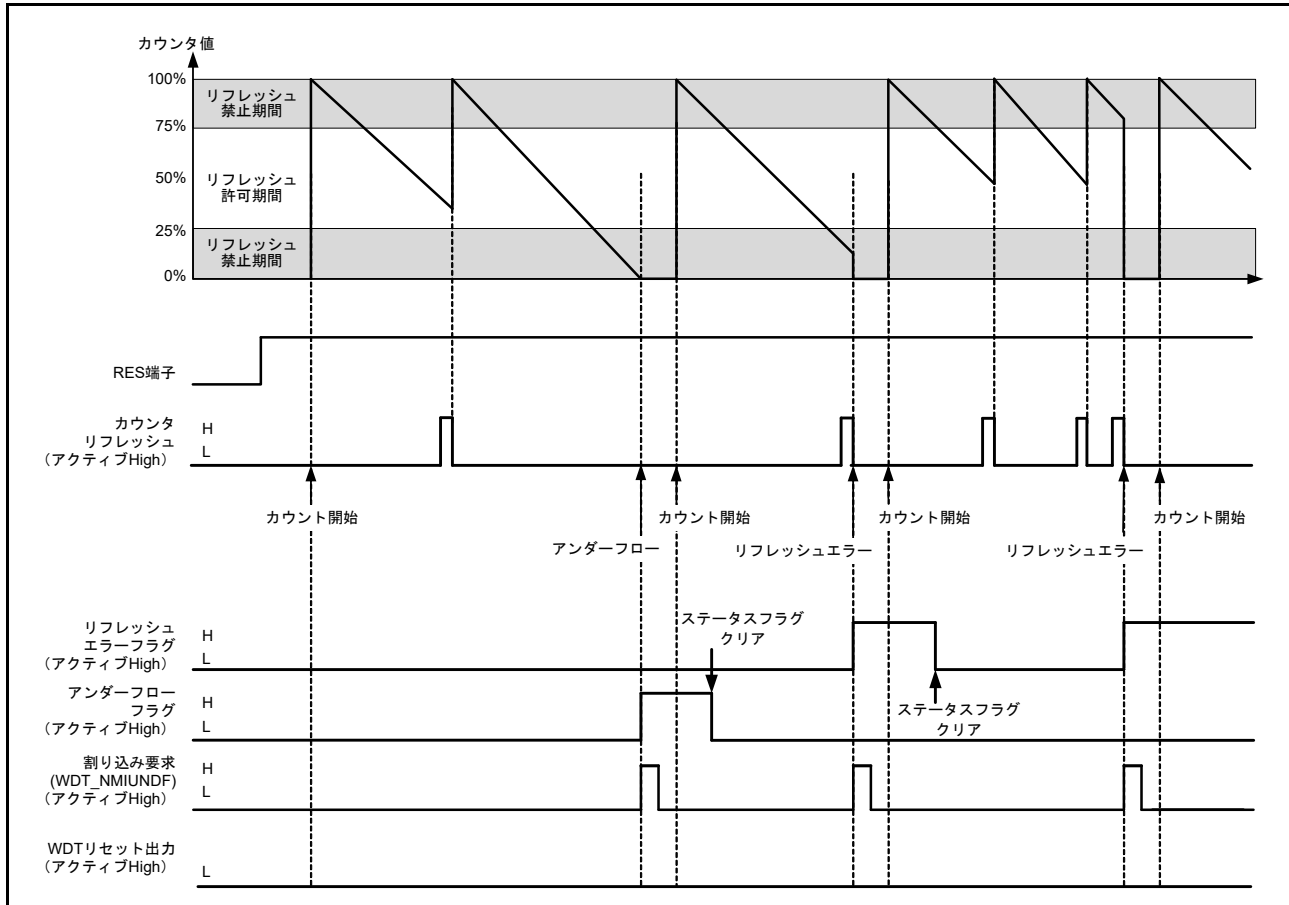 カウンタ値
100%
リフレッシュ
禁止期間
75%
50%
リフレッシュ
許可期間
25%
リフレッシュ
禁止期間
0%
RES端子
カウンタ
リフレッシュ
（アクティブHigh）
H
L
カウント開始
カウント開始
カウント開始
カウント開始
アンダーフロー
リフレッシュエラー
リフレッシュエラー
リフレッシュ
エラーフラグ
（アクティブHigh）
H
L
ステータスフラグ
クリア
アンダーフロー
フラグ
（アクティブHigh）
H
L
ステータスフラグ
クリア
割り込み要求
(WDT_NMIUNDF)
（アクティブHigh）
H
L
WDTリセット出力
（アクティブHigh）
L